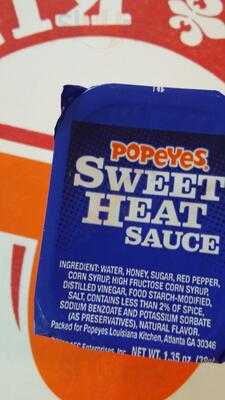 POPEYES
SWEET
HEAT
SAUCE
INGREDIENT: WATER, HONEY, SUGAR, RED PEPPER,
CORN SYRUP, HIGH FRUCTOSE CORN SYRUP,
DISTILLED VINEGAR, FOOD STARCH-MODIFIED,
SALT, CONTAINS LESS THAN 2% OF SPICE,
SODIUM BENZOATE AND POTASSIUM SORBATE
(AS PRESERVATIVES), NATURAL FLAVOR.
Packed for Popeyes Louisiana Kitchen, Atlanta GA 30346
Enterprises, Inc. NET WT. 1.35 oz